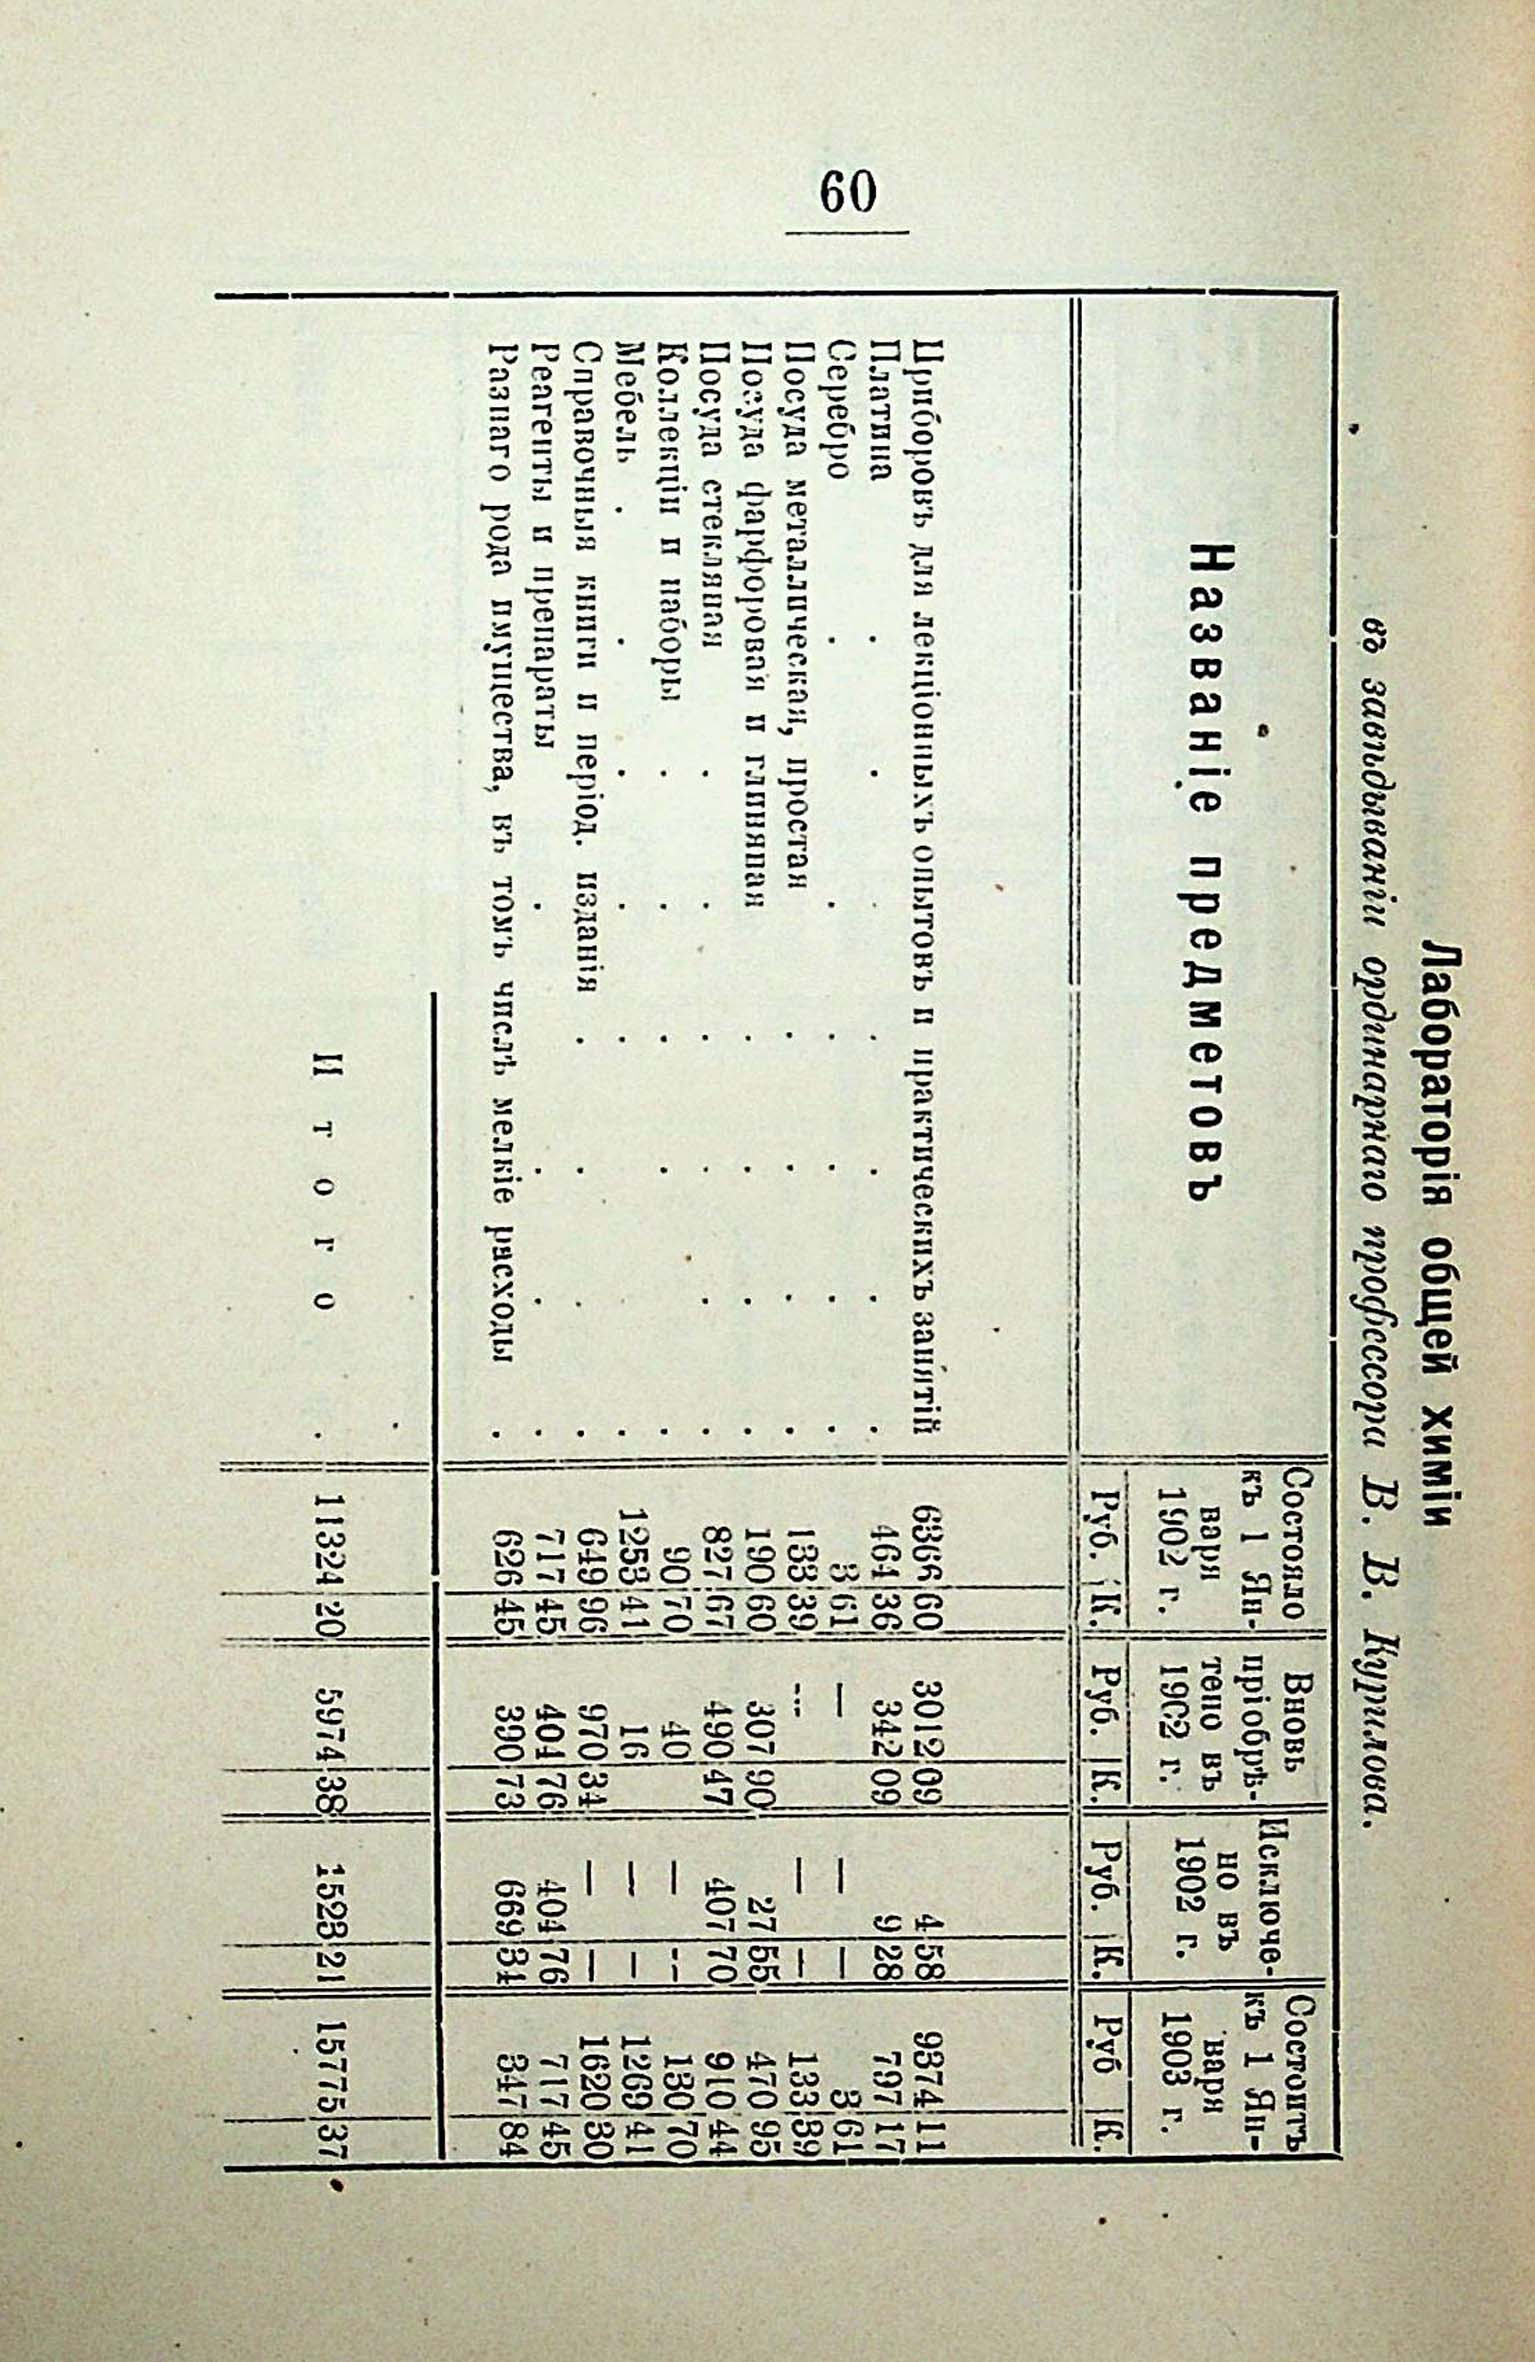 60
Лабораторія общей химіи
въ завѣдываніи ординарнаго профессора В. В. Курилова.
Названіе предметовъ
Состояло къ 1 Января 1902 г. Руб. К.
Вновь пріобрѣтено въ 1902 г. Руб. К.
Исключено въ 1902 г. Руб. К.
Состоитъ къ 1 Января 1903 г. Руб К.
Приборовъ для лекціонныхъ опытовъ и практическихъ занятій 6366 60 3012 09 4 58 9374 11
Платина . . . . . . 464 36 342 09 9 28 797 17
Серебро . . . . . . 3 61 — — — 3 61
Посуда металлическая, простая . . . . 133 39 --- — — 133 39
Посуда фарфоровая и глиняная . . . . 190 60 307 90 27 55 470 95
Посуда стекляная . . . . . . 827 67 490 47 407 70 910 44
Коллекціи и наборы . . . . . 90 70 40 — -- 130 70
Мебель . . . . . . 1253 41 16 — — 1269 41
Справочныя книги и період. изданія . . . . 649 96 970 34 — — 1620 30
Реагенты и препараты . . . . 717 45 404 76 404 76 717 45
Разнаго рода имущества, въ томъ числѣ мелкіе расходы . 626 45 390 73 669 34 347 84
Итого . 11324 20 5974 38 1523 21 15775 37